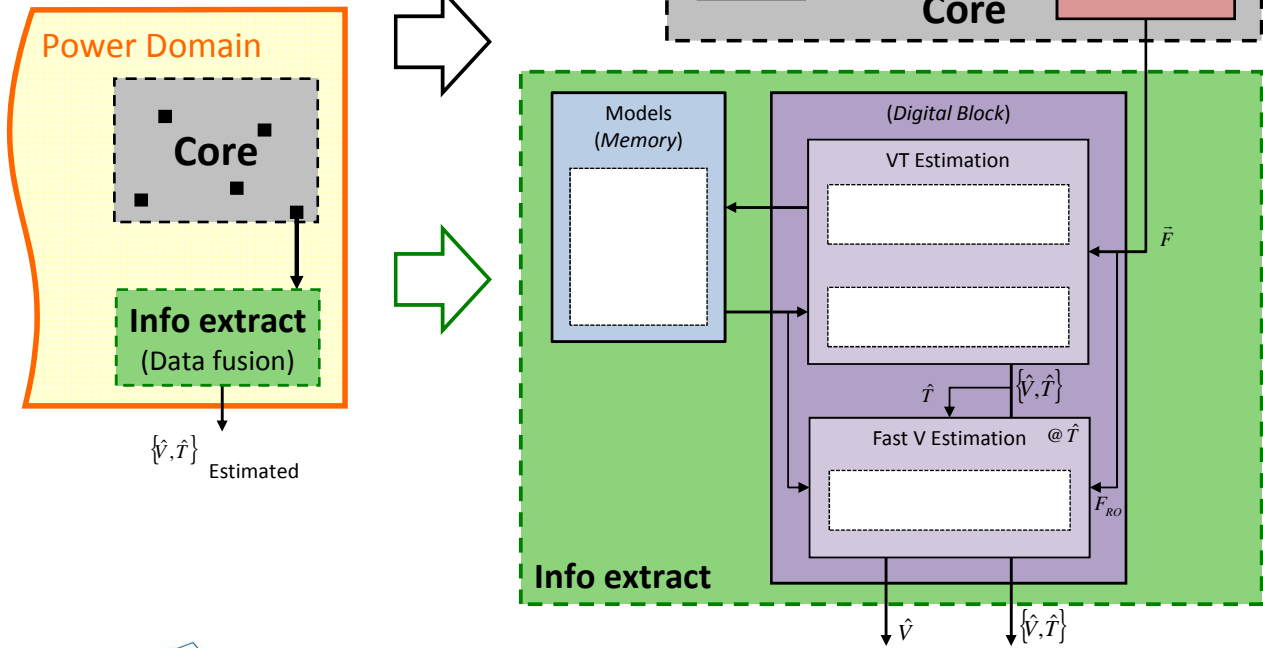 Power Domain
Core
Info extract
(Data fusion)
{V̂,T̂}
Estimated
Core
Models
(Memory)
(Digital Block)
VT Estimation
F⃗
T̂
{V̂,T̂}
Fast V Estimation @T̂
F_RO
Info extract
V̂
{V̂,T̂}